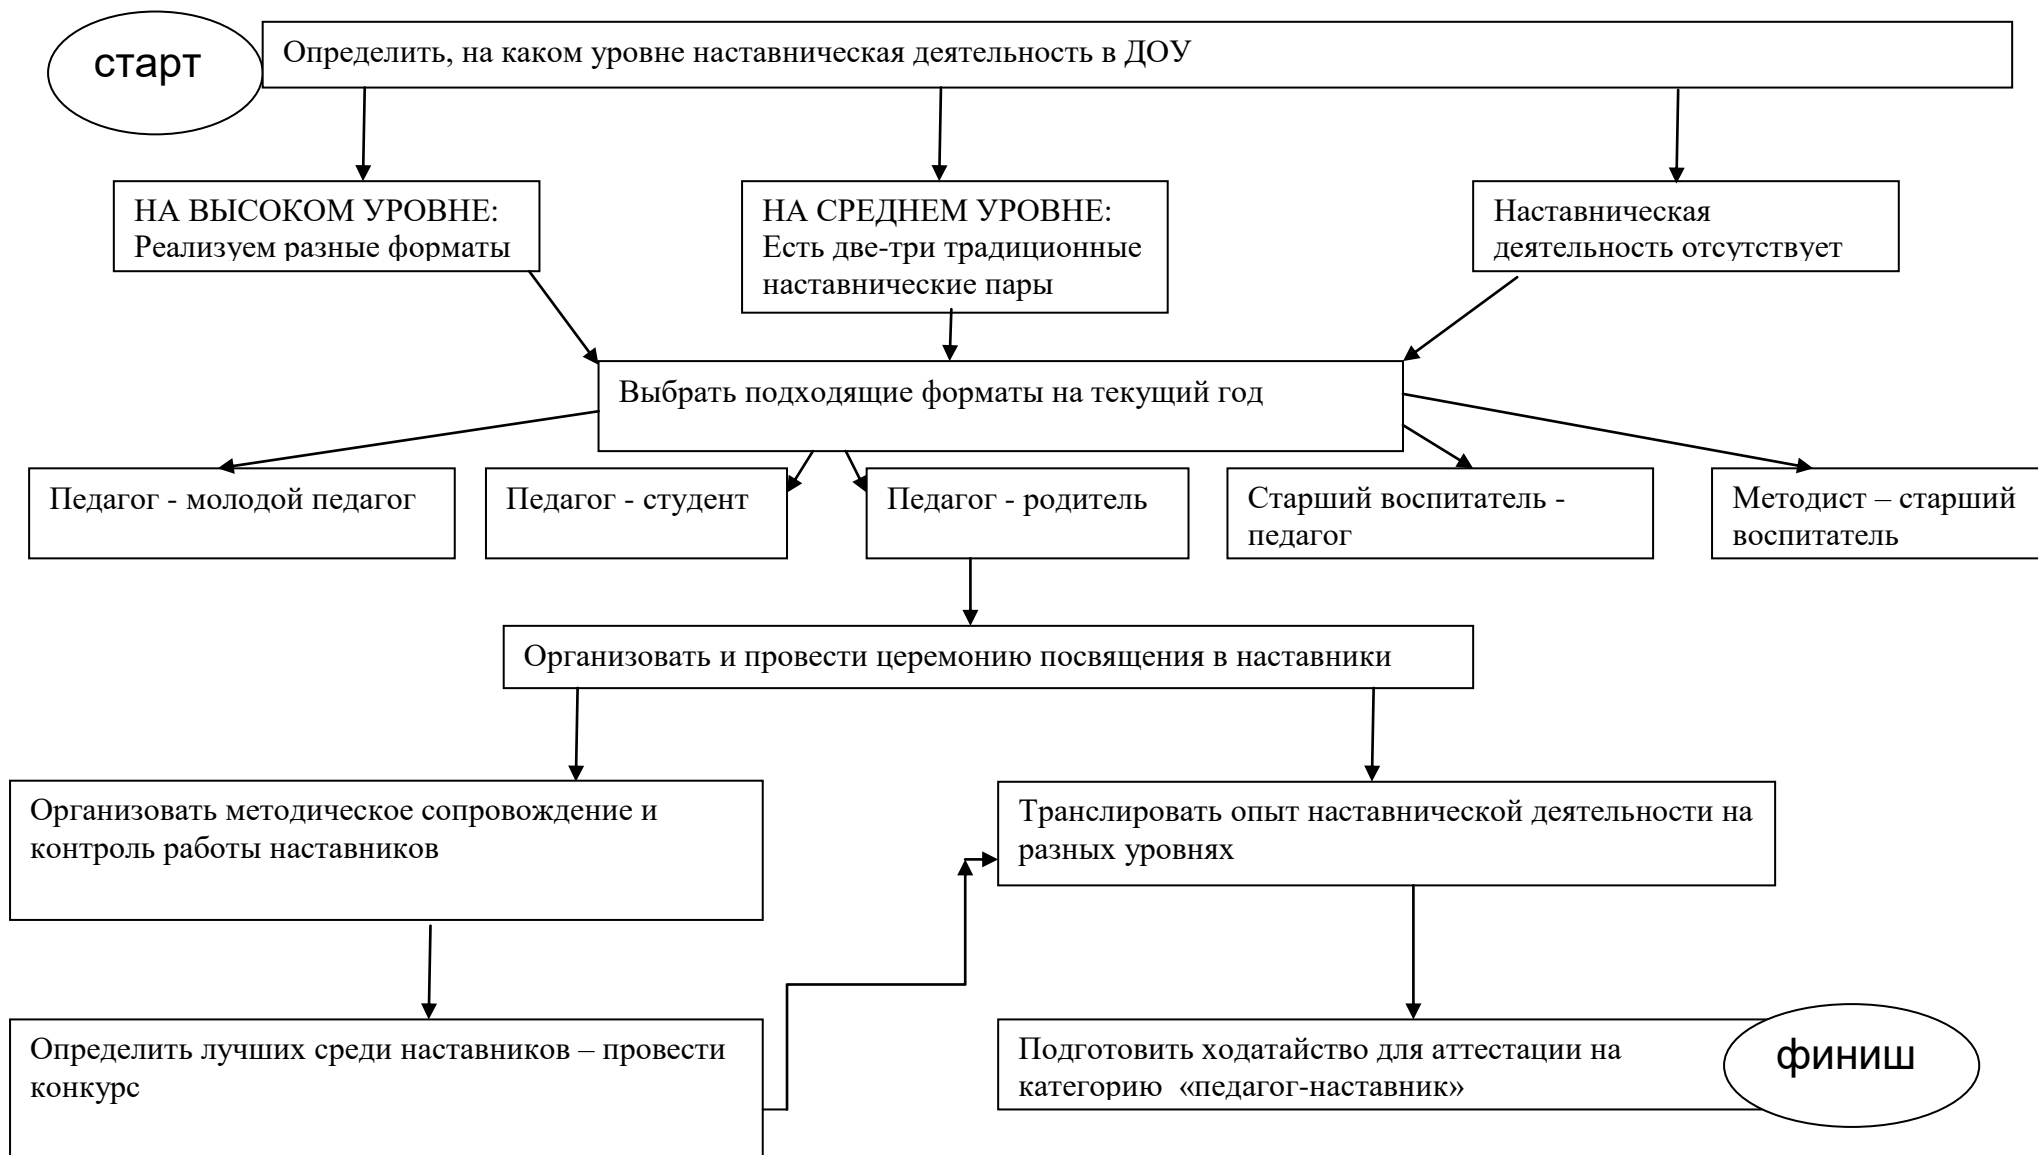 старт
Определить, на каком уровне наставническая деятельность в ДОУ
НА ВЫСОКОМ УРОВНЕ:
Реализуем разные форматы
НА СРЕДНЕМ УРОВНЕ:
Есть две-три традиционные
наставнические пары
Наставническая
деятельность отсутствует
Выбрать подходящие форматы на текущий год
Педагог - молодой педагог
Педагог - студент
Педагог - родитель
Старший воспитатель -
педагог
Методист – старший
воспитатель
Организовать и провести церемонию посвящения в наставники
Организовать методическое сопровождение и
контроль работы наставников
Транслировать опыт наставнической деятельности на
разных уровнях
Определить лучших среди наставников – провести
конкурс
Подготовить ходатайство для аттестации на
категорию «педагог-наставник»
финиш